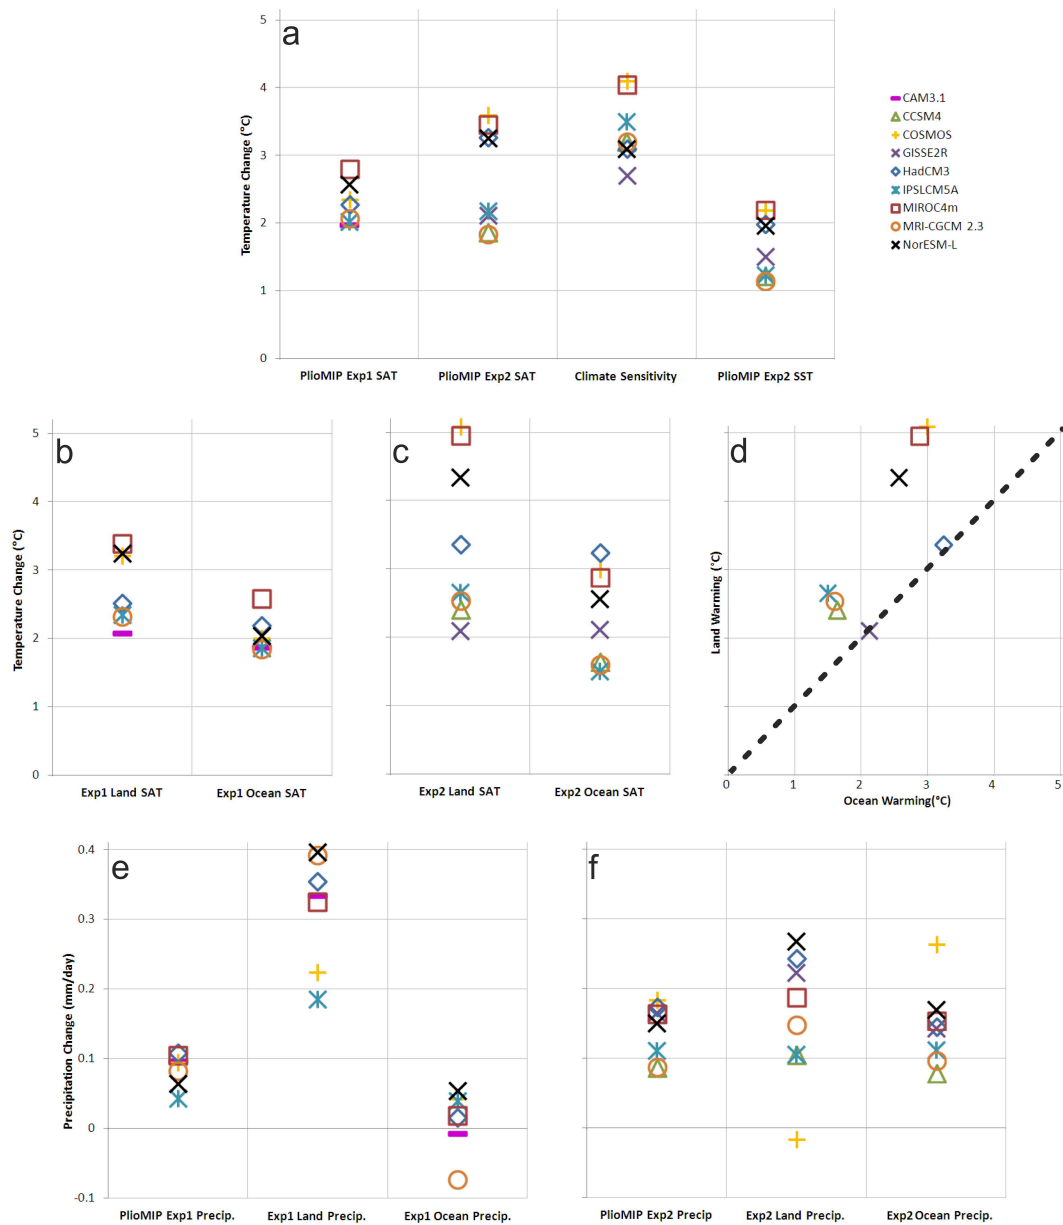 a
5
4
3
2
1
0
Temperature Change (°C)
PlioMIP Exp1 SAT
PlioMIP Exp2 SAT
Climate Sensitivity
PlioMIP Exp2 SST
CAM3.1
CCSM4
COSMOS
GISSE2R
HadCM3
IPSLCM5A
MIROC4m
MRI-CGCM 2.3
NorESM-L
b
5
4
3
2
1
0
Temperature Change (°C)
Exp1 Land SAT
Exp1 Ocean SAT
c
Exp2 Land SAT
Exp2 Ocean SAT
d
Land Warming (°C)
0
1
2
3
4
5
Ocean Warming(°C)
e
0.4
0.3
0.2
0.1
0
-0.1
Precipitation Change (mm/day)
PlioMIP Exp1 Precip.
Exp1 Land Precip.
Exp1 Ocean Precip.
f
PlioMIP Exp2 Precip
Exp2 Land Precip.
Exp2 Ocean Precip.